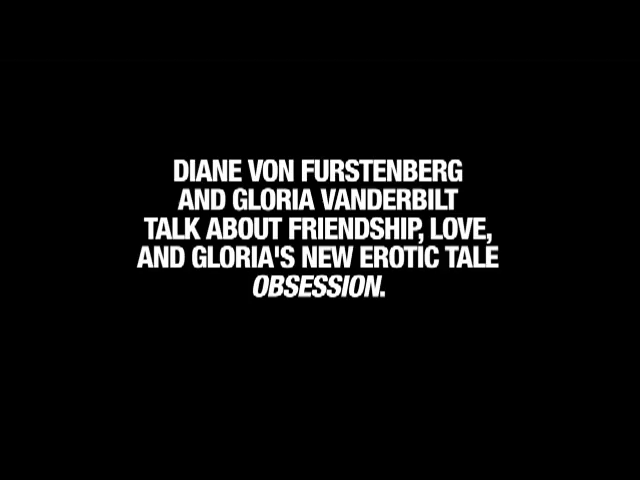 DIANE VON FURSTENBERG
AND GLORIA VANDERBILT
TALK ABOUT FRIENDSHIP, LOVE,
AND GLORIA'S NEW EROTIC TALE
OBSESSION.